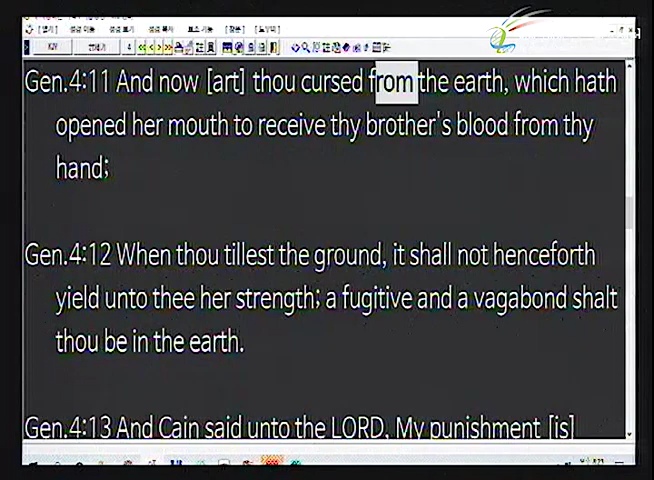 KJV
4
Gen.4:11 And now [art] thou cursed from the earth, which hath
opened her mouth to receive thy brother's blood from thy
hand;
Gen.4:12 When thou tillest the ground, it shall not henceforth
yield unto thee her strength; a fugitive and a vagabond shalt
thou be in the earth.
Gen.4:13 And Cain said unto the LORD, My punishment [is]